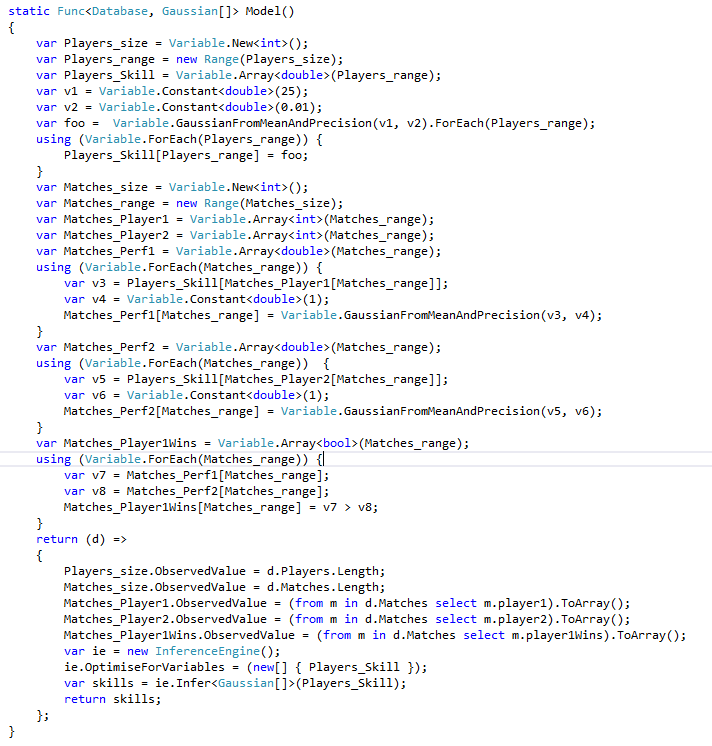 static Func<Database, Gaussian[]> Model()
{
    var Players_size = Variable.New<int>();
    var Players_range = new Range(Players_size);
    var Players_Skill = Variable.Array<double>(Players_range);
    var v1 = Variable.Constant<double>(25);
    var v2 = Variable.Constant<double>(0.01);
    var foo =  Variable.GaussianFromMeanAndPrecision(v1, v2).ForEach(Players_range);
    using (Variable.ForEach(Players_range)) {
        Players_Skill[Players_range] = foo;
    }
    var Matches_size = Variable.New<int>();
    var Matches_range = new Range(Matches_size);
    var Matches_Player1 = Variable.Array<int>(Matches_range);
    var Matches_Player2 = Variable.Array<int>(Matches_range);
    var Matches_Perf1 = Variable.Array<double>(Matches_range);
    using (Variable.ForEach(Matches_range)) {
        var v3 = Players_Skill[Matches_Player1[Matches_range]];
        var v4 = Variable.Constant<double>(1);
        Matches_Perf1[Matches_range] = Variable.GaussianFromMeanAndPrecision(v3, v4);
    }
    var Matches_Perf2 = Variable.Array<double>(Matches_range);
    using (Variable.ForEach(Matches_range))  {
        var v5 = Players_Skill[Matches_Player2[Matches_range]];
        var v6 = Variable.Constant<double>(1);
        Matches_Perf2[Matches_range] = Variable.GaussianFromMeanAndPrecision(v5, v6);
    }
    var Matches_Player1Wins = Variable.Array<bool>(Matches_range);
    using (Variable.ForEach(Matches_range)) {
        var v7 = Matches_Perf1[Matches_range];
        var v8 = Matches_Perf2[Matches_range];
        Matches_Player1Wins[Matches_range] = v7 > v8;
    }
    return (d) =>
    {
        Players_size.ObservedValue = d.Players.Length;
        Matches_size.ObservedValue = d.Matches.Length;
        Matches_Player1.ObservedValue = (from m in d.Matches select m.player1).ToArray();
        Matches_Player2.ObservedValue = (from m in d.Matches select m.player2).ToArray();
        Matches_Player1Wins.ObservedValue = (from m in d.Matches select m.player1Wins).ToArray();
        var ie = new InferenceEngine();
        ie.OptimiseForVariables = (new[] { Players_Skill });
        var skills = ie.Infer<Gaussian[]>(Players_Skill);
        return skills;
    };
}